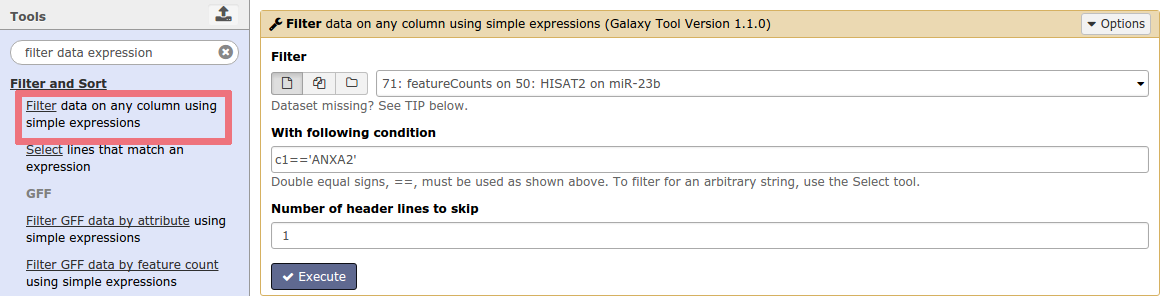 Tools
filter data expression
Filter and Sort
Filter data on any column using
simple expressions
Select lines that match an
expression
GFF
Filter GFF data by attribute using
simple expressions
Filter GFF data by feature count
using simple expressions
Filter data on any column using simple expressions (Galaxy Tool Version 1.1.0)
Options
Filter
71: featureCounts on 50: HISAT2 on miR-23b
Dataset missing? See TIP below.
With following condition
c1=='ANXA2'
Double equal signs, ==, must be used as shown above. To filter for an arbitrary string, use the Select tool.
Number of header lines to skip
1
Execute